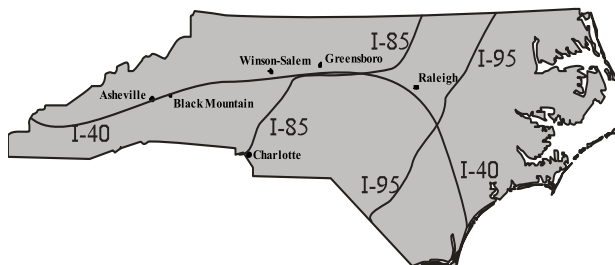 I-85
I-95
Winson-Salem
Greensboro
Raleigh
Asheville
Black Mountain
I-40
I-85
Charlotte
I-95
I-40